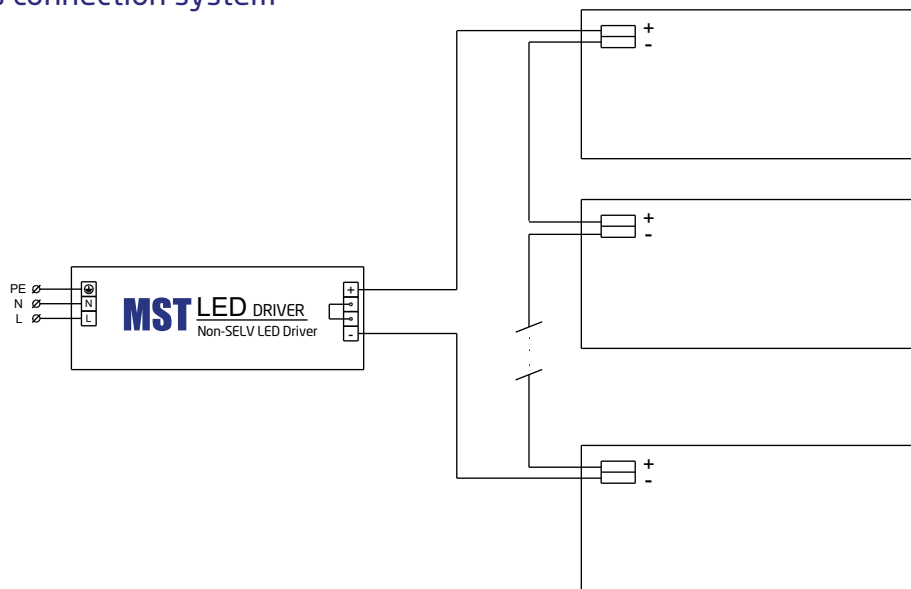 connection system
+
-
+
-
PE
N
L
N
L
MST LED DRIVER
Non-SELV LED Driver
+
-
+
-